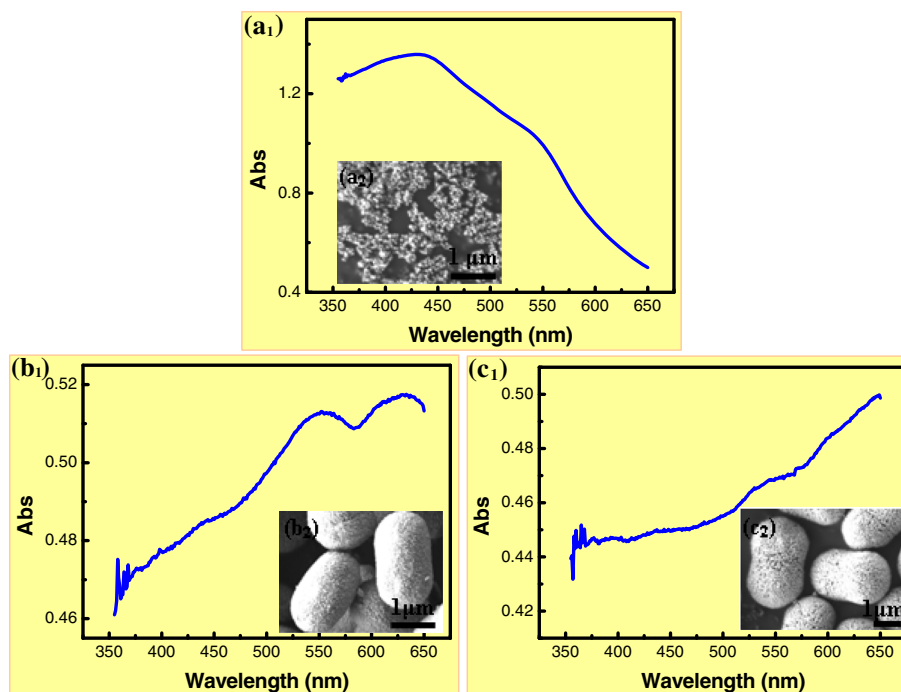 (a1)
Abs
1.2
0.8
0.4
(a2)
1 μm
350 400 450 500 550 600 650
Wavelength (nm)
(b1)
Abs
0.52
0.50
0.48
0.46
(b2)
1μm
350 400 450 500 550 600 650
Wavelength (nm)
(c1)
Abs
0.50
0.48
0.46
0.44
0.42
(c2)
1μm
350 400 450 500 550 600 650
Wavelength (nm)